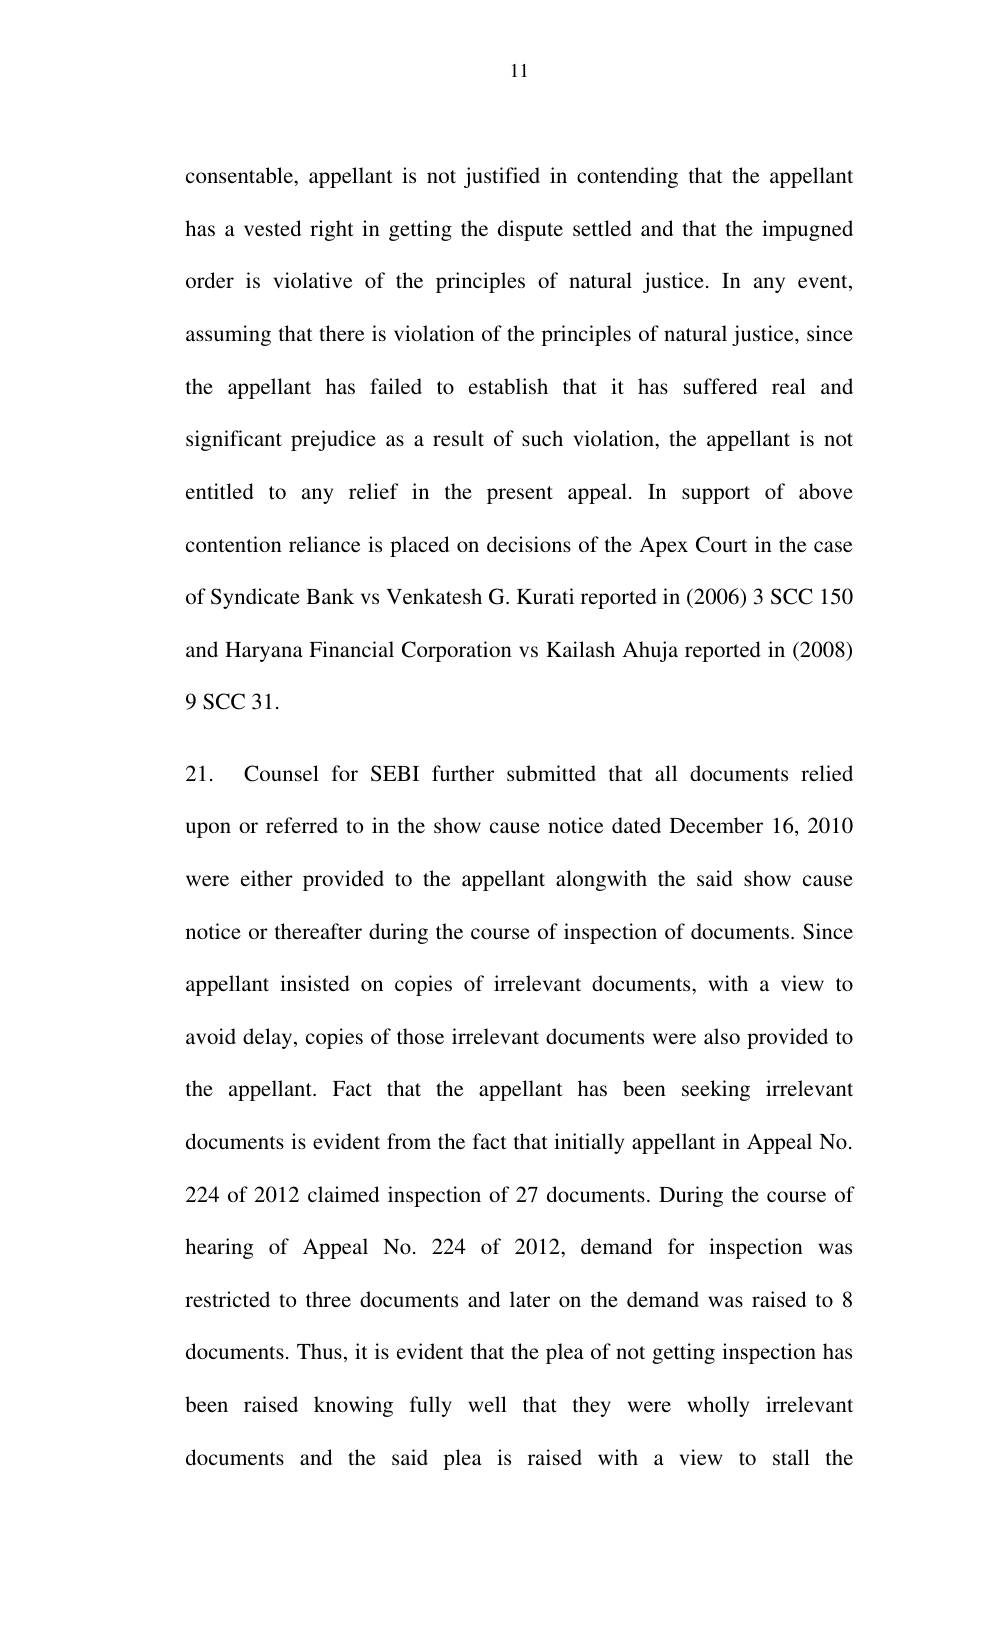 11
consentable, appellant is not justified in contending that the appellant
has a vested right in getting the dispute settled and that the impugned
order is violative of the principles of natural justice. In any event,
assuming that there is violation of the principles of natural justice, since
the appellant has failed to establish that it has suffered real and
significant prejudice as a result of such violation, the appellant is not
entitled to any relief in the present appeal. In support of above
contention reliance is placed on decisions of the Apex Court in the case
of Syndicate Bank vs Venkatesh G. Kurati reported in (2006) 3 SCC 150
and Haryana Financial Corporation vs Kailash Ahuja reported in (2008)
9 SCC 31.
21. Counsel for SEBI further submitted that all documents relied
upon or referred to in the show cause notice dated December 16, 2010
were either provided to the appellant alongwith the said show cause
notice or thereafter during the course of inspection of documents. Since
appellant insisted on copies of irrelevant documents, with a view to
avoid delay, copies of those irrelevant documents were also provided to
the appellant. Fact that the appellant has been seeking irrelevant
documents is evident from the fact that initially appellant in Appeal No.
224 of 2012 claimed inspection of 27 documents. During the course of
hearing of Appeal No. 224 of 2012, demand for inspection was
restricted to three documents and later on the demand was raised to 8
documents. Thus, it is evident that the plea of not getting inspection has
been raised knowing fully well that they were wholly irrelevant
documents and the said plea is raised with a view to stall the